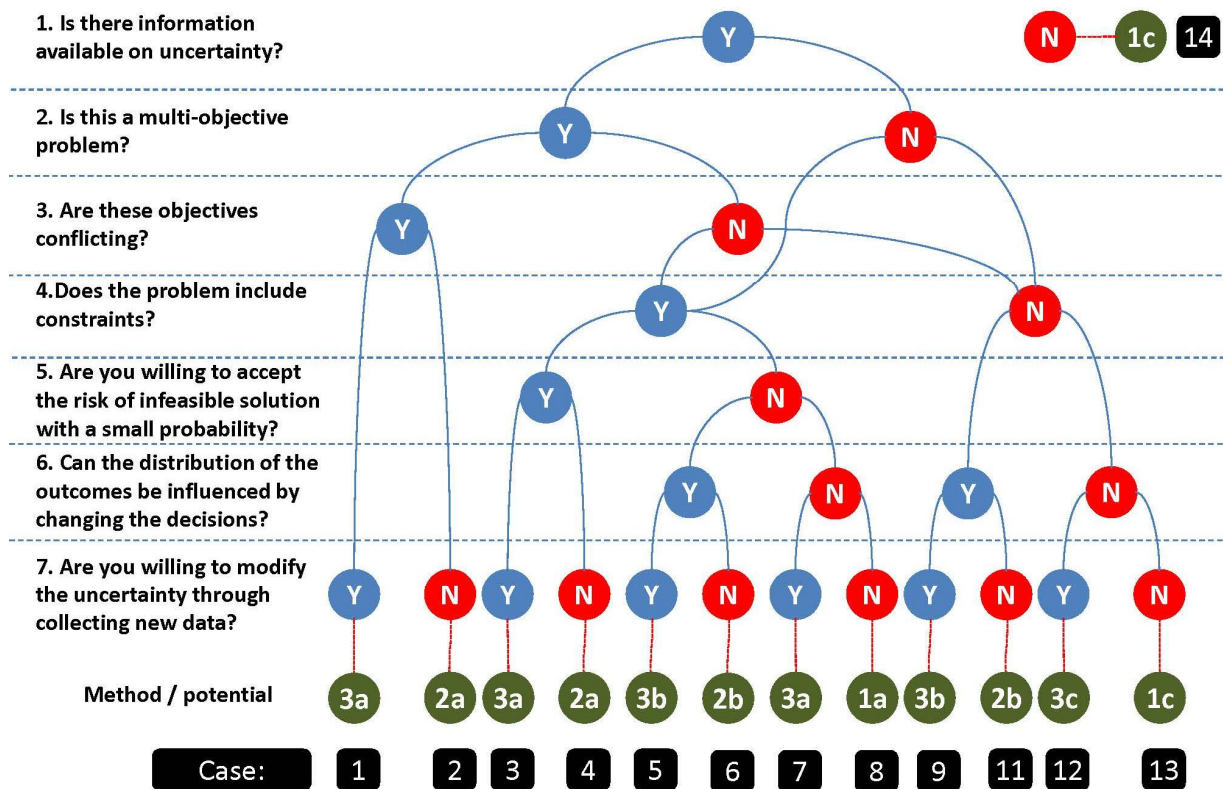 1. Is there information
available on uncertainty?
Y
N
1c
14
2. Is this a multi-objective
problem?
Y
N
3. Are these objectives
conflicting?
Y
N
4.Does the problem include
constraints?
Y
N
5. Are you willing to accept
the risk of infeasible solution
with a small probability?
Y
N
6. Can the distribution of the
outcomes be influenced by
changing the decisions?
Y
N
Y
N
7. Are you willing to modify
the uncertainty through
collecting new data?
Y N Y N Y N Y N Y N Y N
Method / potential
3a 2a 3a 2a 3b 2b 3a 1a 3b 2b 3c 1c
Case: 1 2 3 4 5 6 7 8 9 11 12 13